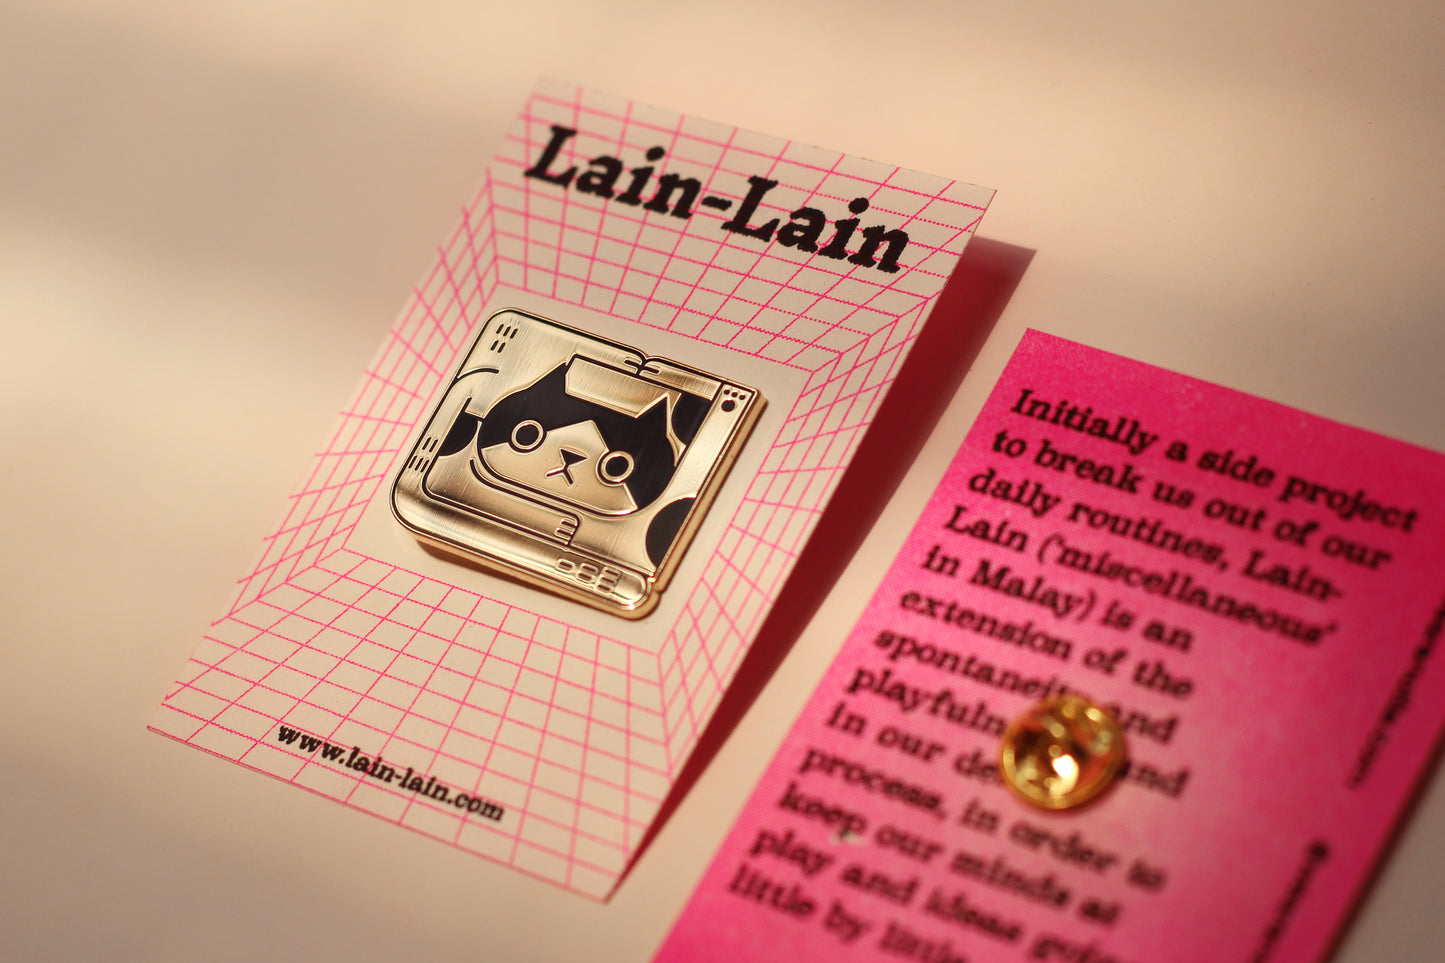 Lain-Lain
www.lain-lain.com
Initially a side project
to break us out of our
daily routines, Lain-
Lain ('miscellaneous'
in Malay) is an
extension of the
spontaneity and
playfuln and
in our de
process, in order to
keep our minds at
play and ideas
little by little